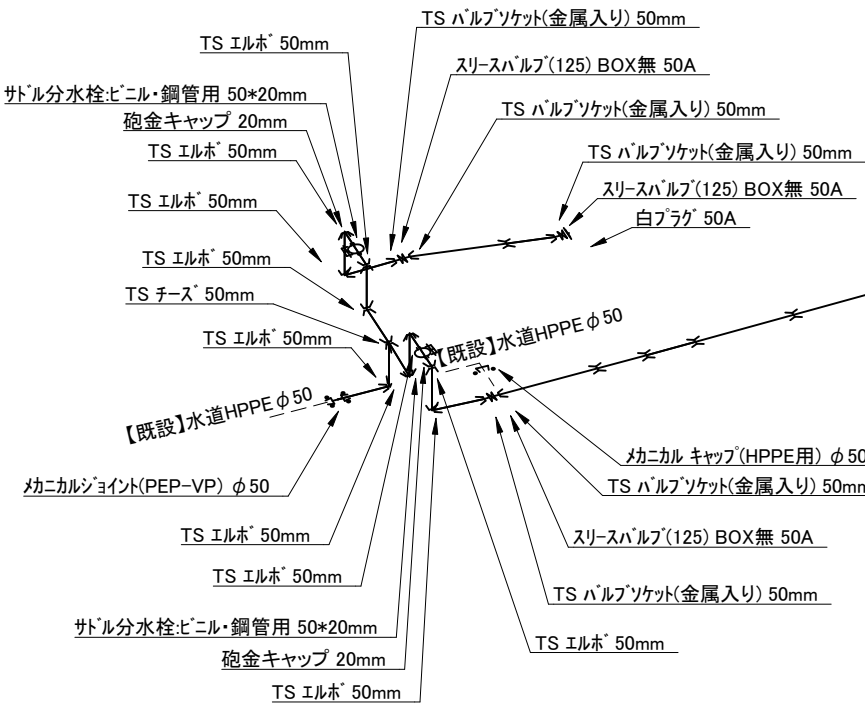 TS バルブソケット(金属入り) 50mm
TS エルボ 50mm
スリースバルブ(125) BOX無 50A
サドル分水栓:ビニル・鋼管用 50*20mm
TS バルブソケット(金属入り) 50mm
砲金キャップ 20mm
TS エルボ 50mm
TS バルブソケット(金属入り) 50mm
スリースバルブ(125) BOX無 50A
TS エルボ 50mm
白プラグ 50A
TS エルボ 50mm
TS チーズ 50mm
【既設】水道HPPEφ50
TS エルボ 50mm
【既設】水道HPPEφ50
メカニカル キャップ(HPPE用) φ50
メカニカルジョイント(PEP-VP) φ50
TS バルブソケット(金属入り) 50mm
TS エルボ 50mm
スリースバルブ(125) BOX無 50A
TS エルボ 50mm
TS バルブソケット(金属入り) 50mm
サドル分水栓:ビニル・鋼管用 50*20mm
TS エルボ 50mm
砲金キャップ 20mm
TS エルボ 50mm